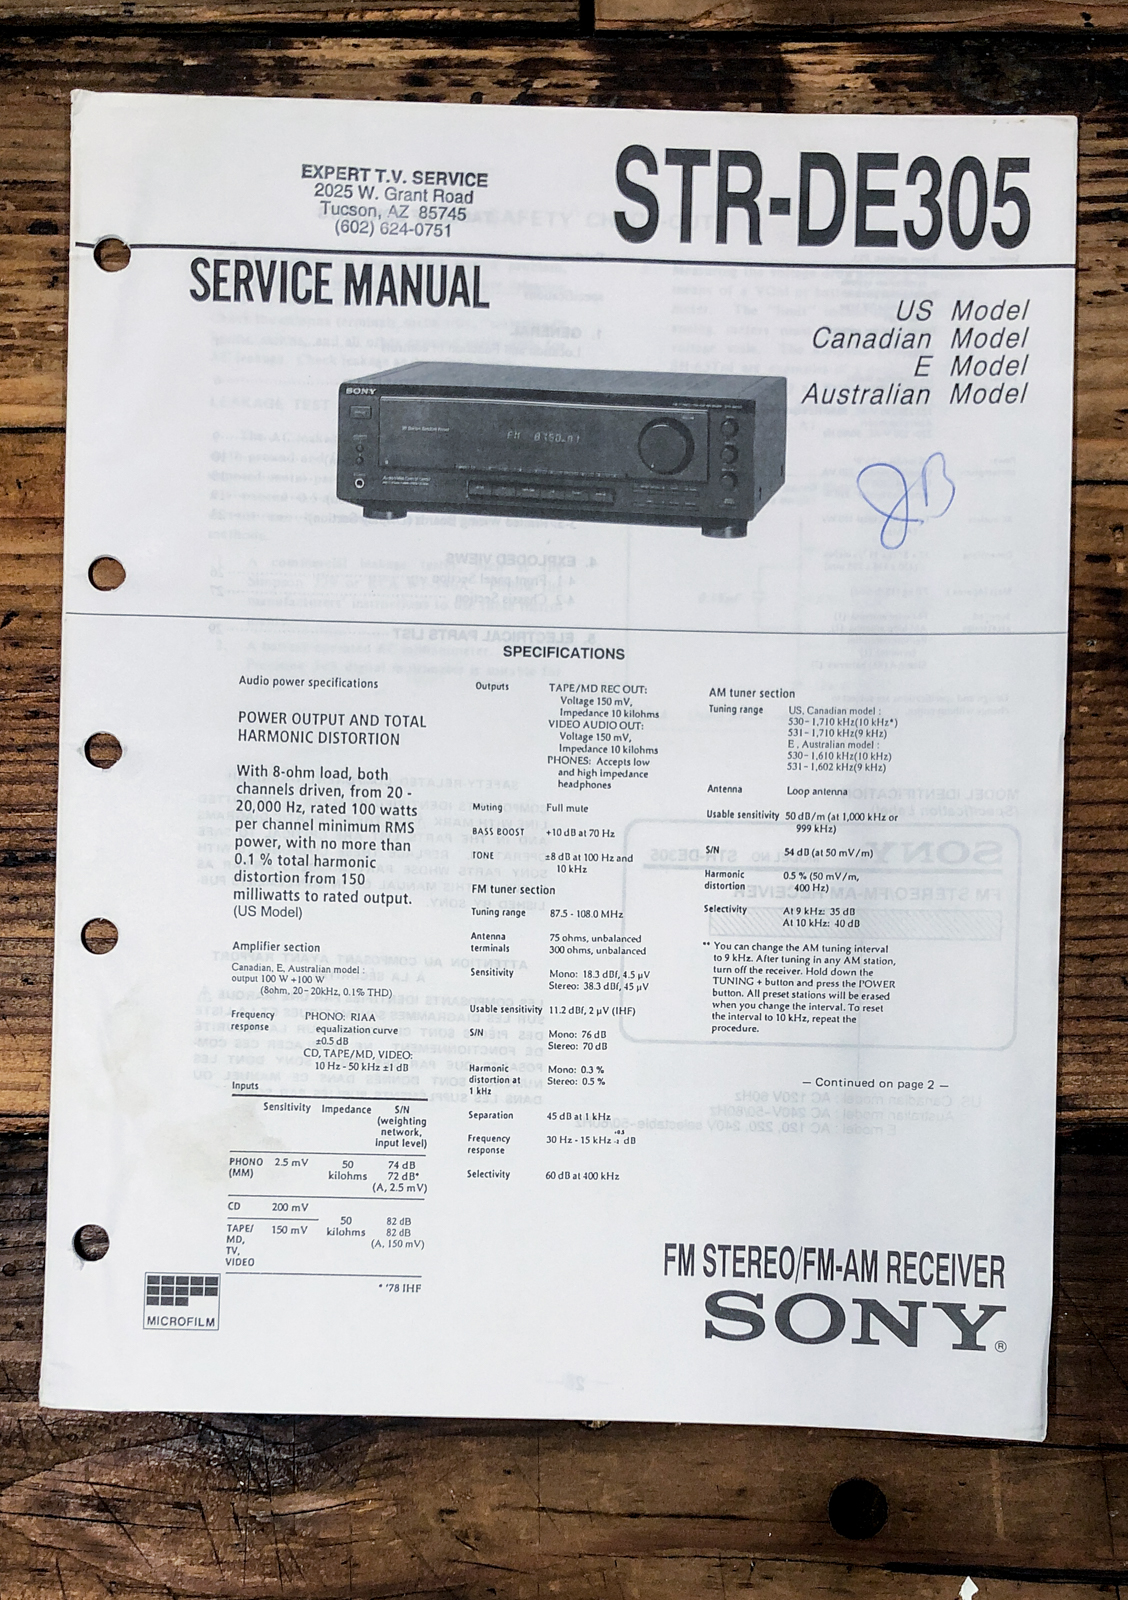 EXPERT T.V. SERVICE
2025 W. Grant Road
Tucson, AZ 85745
(602) 624-0751
STR-DE305
SERVICE MANUAL
US Model
Canadian Model
E Model
Australian Model
SONY
JB
SPECIFICATIONS
Audio power specifications
POWER OUTPUT AND TOTAL
HARMONIC DISTORTION
With 8-ohm load, both
channels driven, from 20 -
20,000 Hz, rated 100 watts
per channel minimum RMS
power, with no more than
0.1 % total harmonic
distortion from 150
milliwatts to rated output.
(US Model)
Amplifier section
Canadian, E, Australian model :
output 100 W +100 W
(8ohm, 20~20kHz, 0.1% THD)
Frequency response PHONO: RIAA
equalization curve
±0.5 dB
CD, TAPE/MD, VIDEO:
10 Hz - 50 kHz ±1 dB
Inputs
Sensitivity Impedance S/N
(weighting
network,
input level)
PHONO 2.5 mV 50 74 dB
(MM) kilohms 72 dB*
(A, 2.5 mV)
CD 200 mV
50 82 dB
TAPE/ 150 mV kilohms 82 dB
MD, (A, 150 mV)
TV,
VIDEO
* '78 IHF
MICROFILM
Outputs TAPE/MD REC OUT:
Voltage 150 mV,
Impedance 10 kilohms
VIDEO AUDIO OUT:
Voltage 150 mV,
Impedance 10 kilohms
PHONES: Accepts low
and high impedance
headphones
Muting Full mute
BASS BOOST +10 dB at 70 Hz
TONE ±8 dB at 100 Hz and
10 kHz
FM tuner section
Tuning range 87.5 - 108.0 MHz
Antenna 75 ohms, unbalanced
terminals 300 ohms, unbalanced
Sensitivity Mono: 18.3 dBf, 4.5 µV
Stereo: 38.3 dBf, 45 µV
Usable sensitivity 11.2 dBf, 2 µV (IHF)
S/N Mono: 76 dB
Stereo: 70 dB
Harmonic Mono: 0.3 %
distortion at Stereo: 0.5 %
1 kHz
Separation 45 dB at 1 kHz
Frequency 30 Hz - 15 kHz +0.5 -1 dB
response
Selectivity 60 dB at 400 kHz
AM tuner section
Tuning range US, Canadian model :
530-1,710 kHz(10 kHz*)
531-1,710 kHz(9 kHz)
E , Australian model :
530-1,610 kHz(10 kHz)
531-1,602 kHz(9 kHz)
Antenna Loop antenna
Usable sensitivity 50 dB/m (at 1,000 kHz or
999 kHz)
S/N 54 dB (at 50 mV/m)
Harmonic 0.5 % (50 mV/m,
distortion 400 Hz)
Selectivity At 9 kHz: 35 dB
At 10 kHz: 40 dB
** You can change the AM tuning interval
to 9 kHz. After tuning in any AM station,
turn off the receiver. Hold down the
TUNING + button and press the POWER
button. All preset stations will be erased
when you change the interval. To reset
the interval to 10 kHz, repeat the
procedure.
— Continued on page 2 —
FM STEREO/FM-AM RECEIVER
SONY®